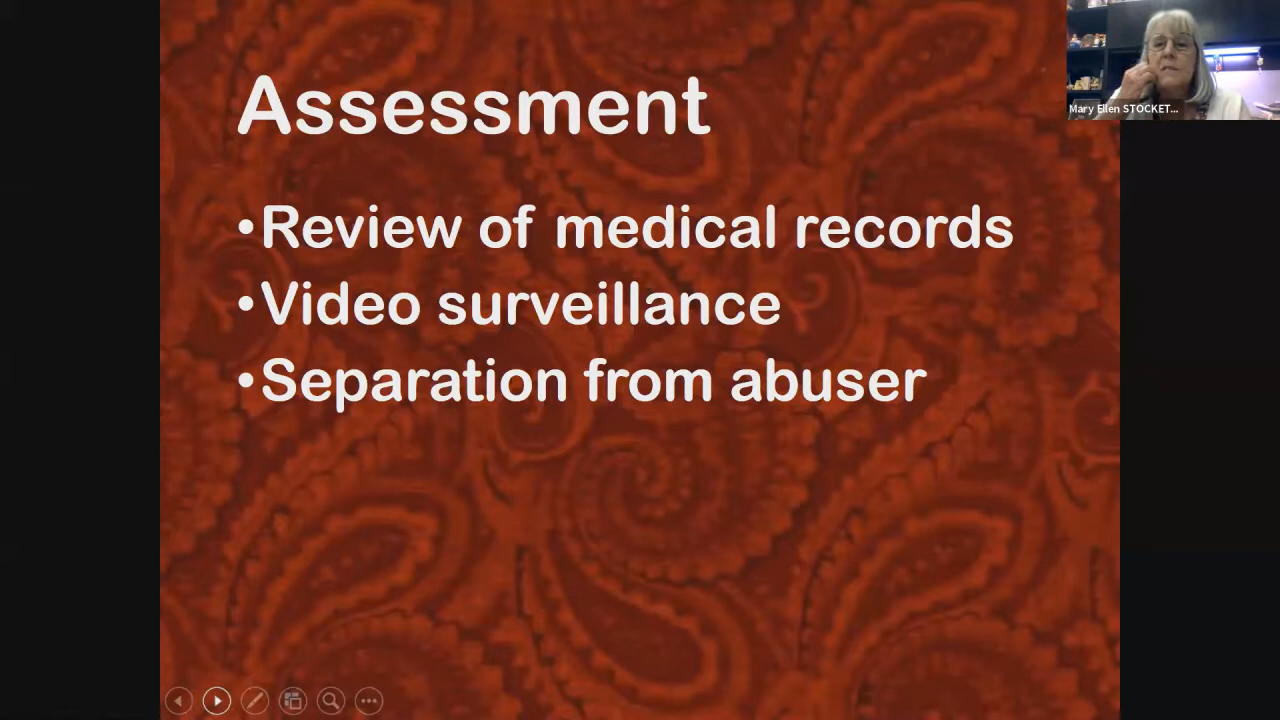 Assessment
•Review of medical records
•Video surveillance
•Separation from abuser
Mary Ellen STOCKET...